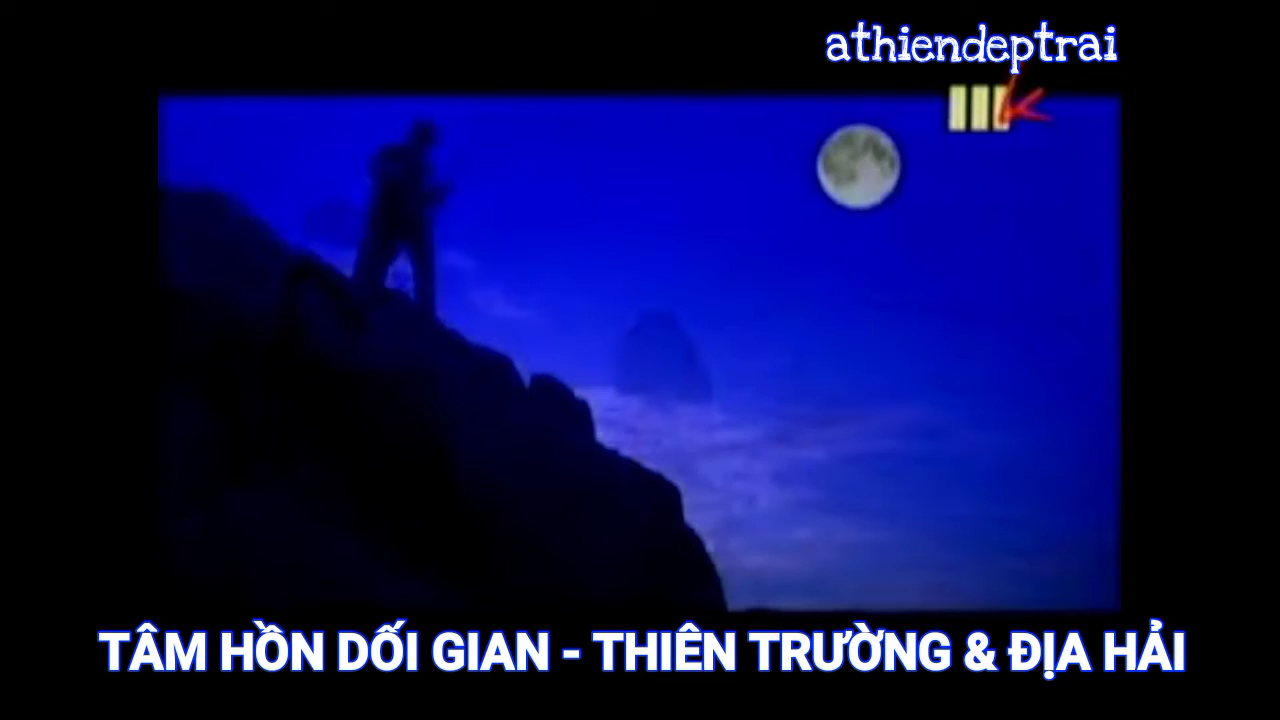 athiendeptrai
TÂM HỒN DỐI GIAN - THIÊN TRƯỜNG & ĐỊA HẢI